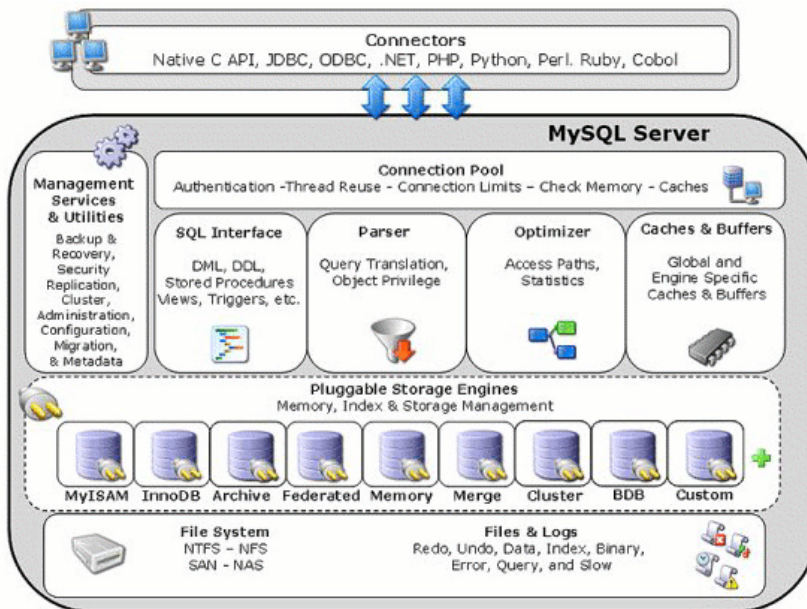 Connectors
Native C API, JDBC, ODBC, .NET, PHP, Python, Perl. Ruby, Cobol
MySQL Server
Management
Services
& Utilities
Backup &
Recovery,
Security
Replication,
Cluster,
Administration,
Configuration,
Migration,
& Metadata
Connection Pool
Authentication -Thread Reuse - Connection Limits – Check Memory - Caches
SQL Interface
DML, DDL,
Stored Procedures
Views, Triggers, etc.
Parser
Query Translation,
Object Privilege
Optimizer
Access Paths,
Statistics
Caches & Buffers
Global and
Engine Specific
Caches & Buffers
Pluggable Storage Engines
Memory, Index & Storage Management
MyISAM
InnoDB
Archive
Federated
Memory
Merge
Cluster
BDB
Custom
File System
NTFS – NFS
SAN - NAS
Files & Logs
Redo, Undo, Data, Index, Binary,
Error, Query, and Slow